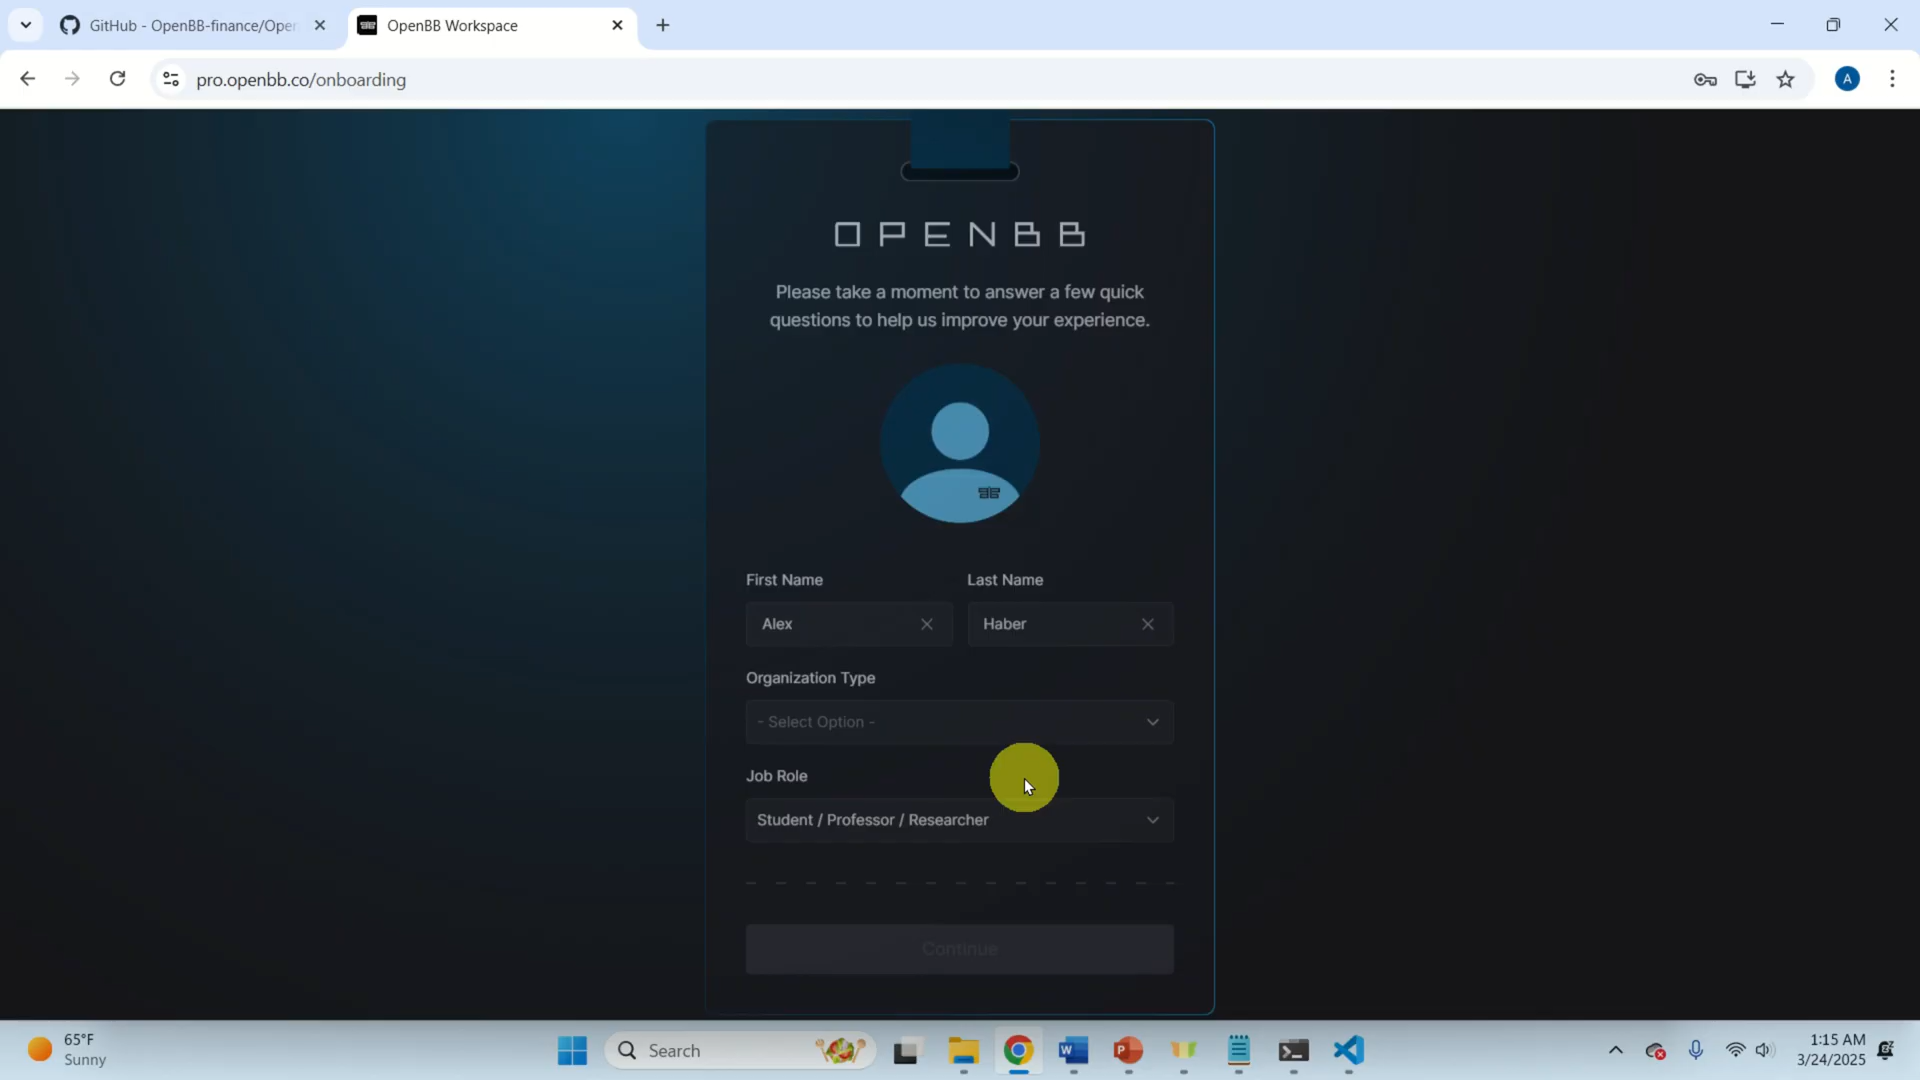 GitHub - OpenBB-finance/Open
OpenBB Workspace
pro.openbb.co/onboarding
A
OPENBB
Please take a moment to answer a few quick
questions to help us improve your experience.
First Name
Last Name
Alex
Haber
Organization Type
- Select Option -
Job Role
Student / Professor / Researcher
Continue
65°F
Sunny
Search
1:15 AM
3/24/2025